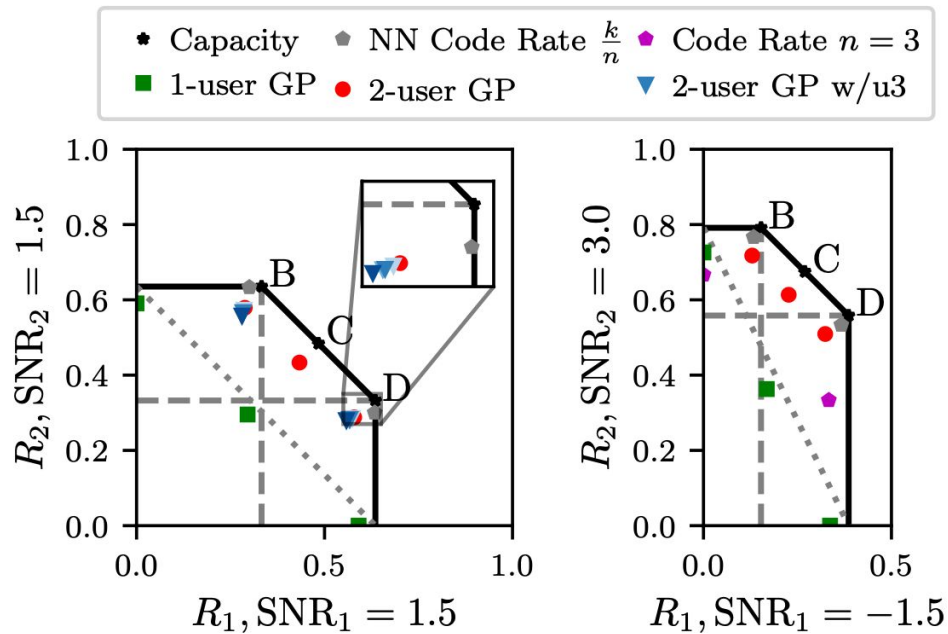 Capacity NN Code Rate k/n Code Rate n = 3
1-user GP 2-user GP 2-user GP w/u3
1.0
0.8
0.6
0.4
0.2
0.0
R₂, SNR₂ = 1.5
B
C
D
0.0 0.5 1.0
R₁, SNR₁ = 1.5
1.0
0.8
0.6
0.4
0.2
0.0
R₂, SNR₂ = 3.0
B
C
D
0.0 0.5
R₁, SNR₁ = −1.5